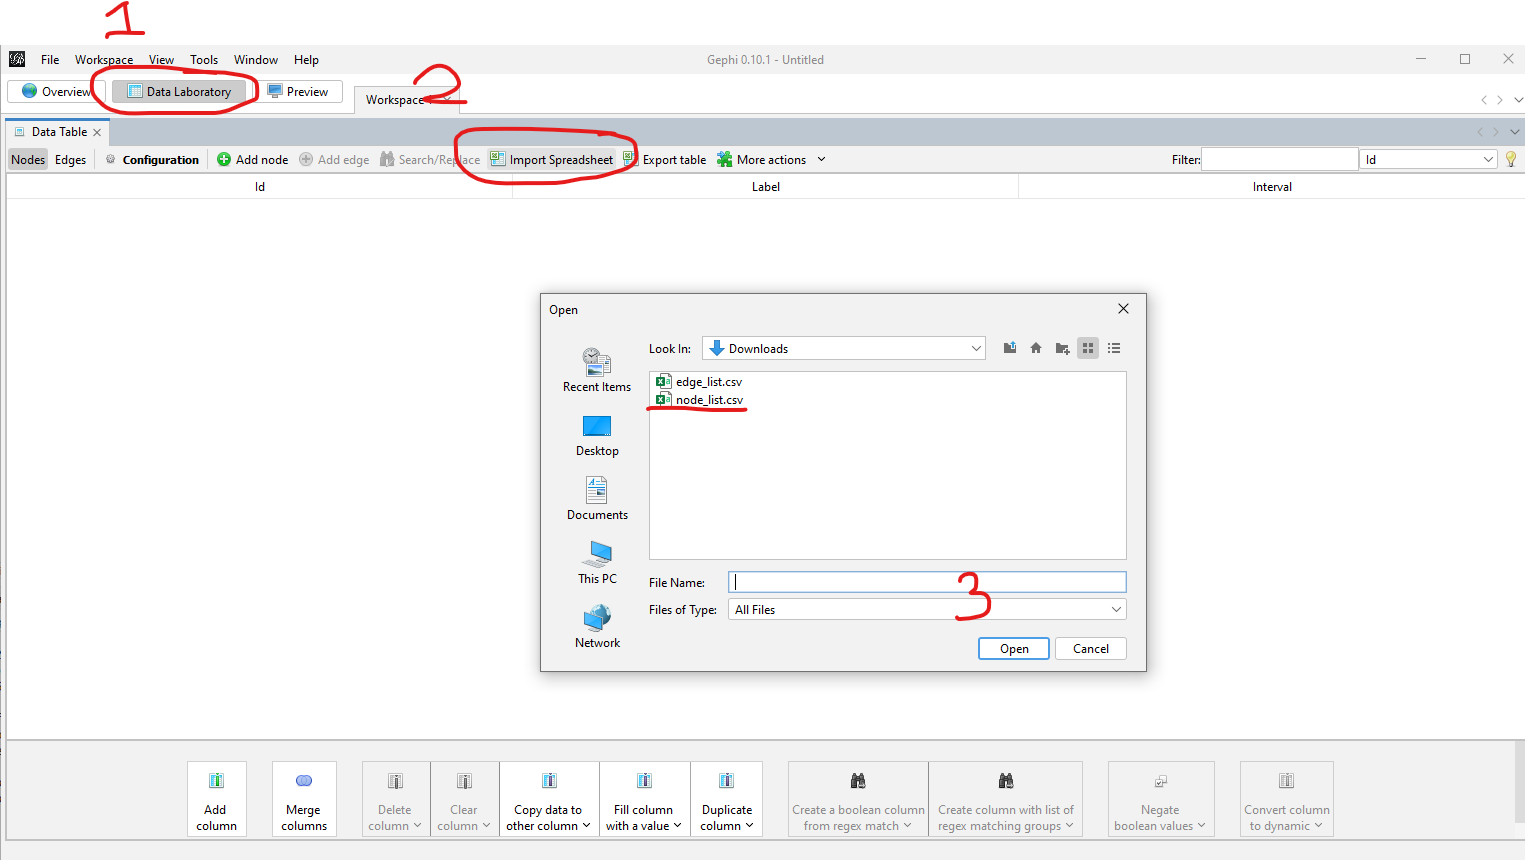 1
File Workspace View Tools Window Help
Gephi 0.10.1 - Untitled
Overview Data Laboratory Preview
Workspace
2
Data Table
Nodes Edges Configuration Add node Add edge Search/Replace Import Spreadsheet Export table More actions Filter: Id
Id Label Interval
Open
Look In: Downloads
Recent Items
Desktop
Documents
This PC
Network
edge_list.csv
node_list.csv
File Name:
3
Files of Type: All Files
Open Cancel
Add
column
Merge
columns
Delete
column
Clear
column
Copy data to
other column
Fill column
with a value
Duplicate
column
Create a boolean column
from regex match
Create column with list of
regex matching groups
Negate
boolean values
Convert column
to dynamic